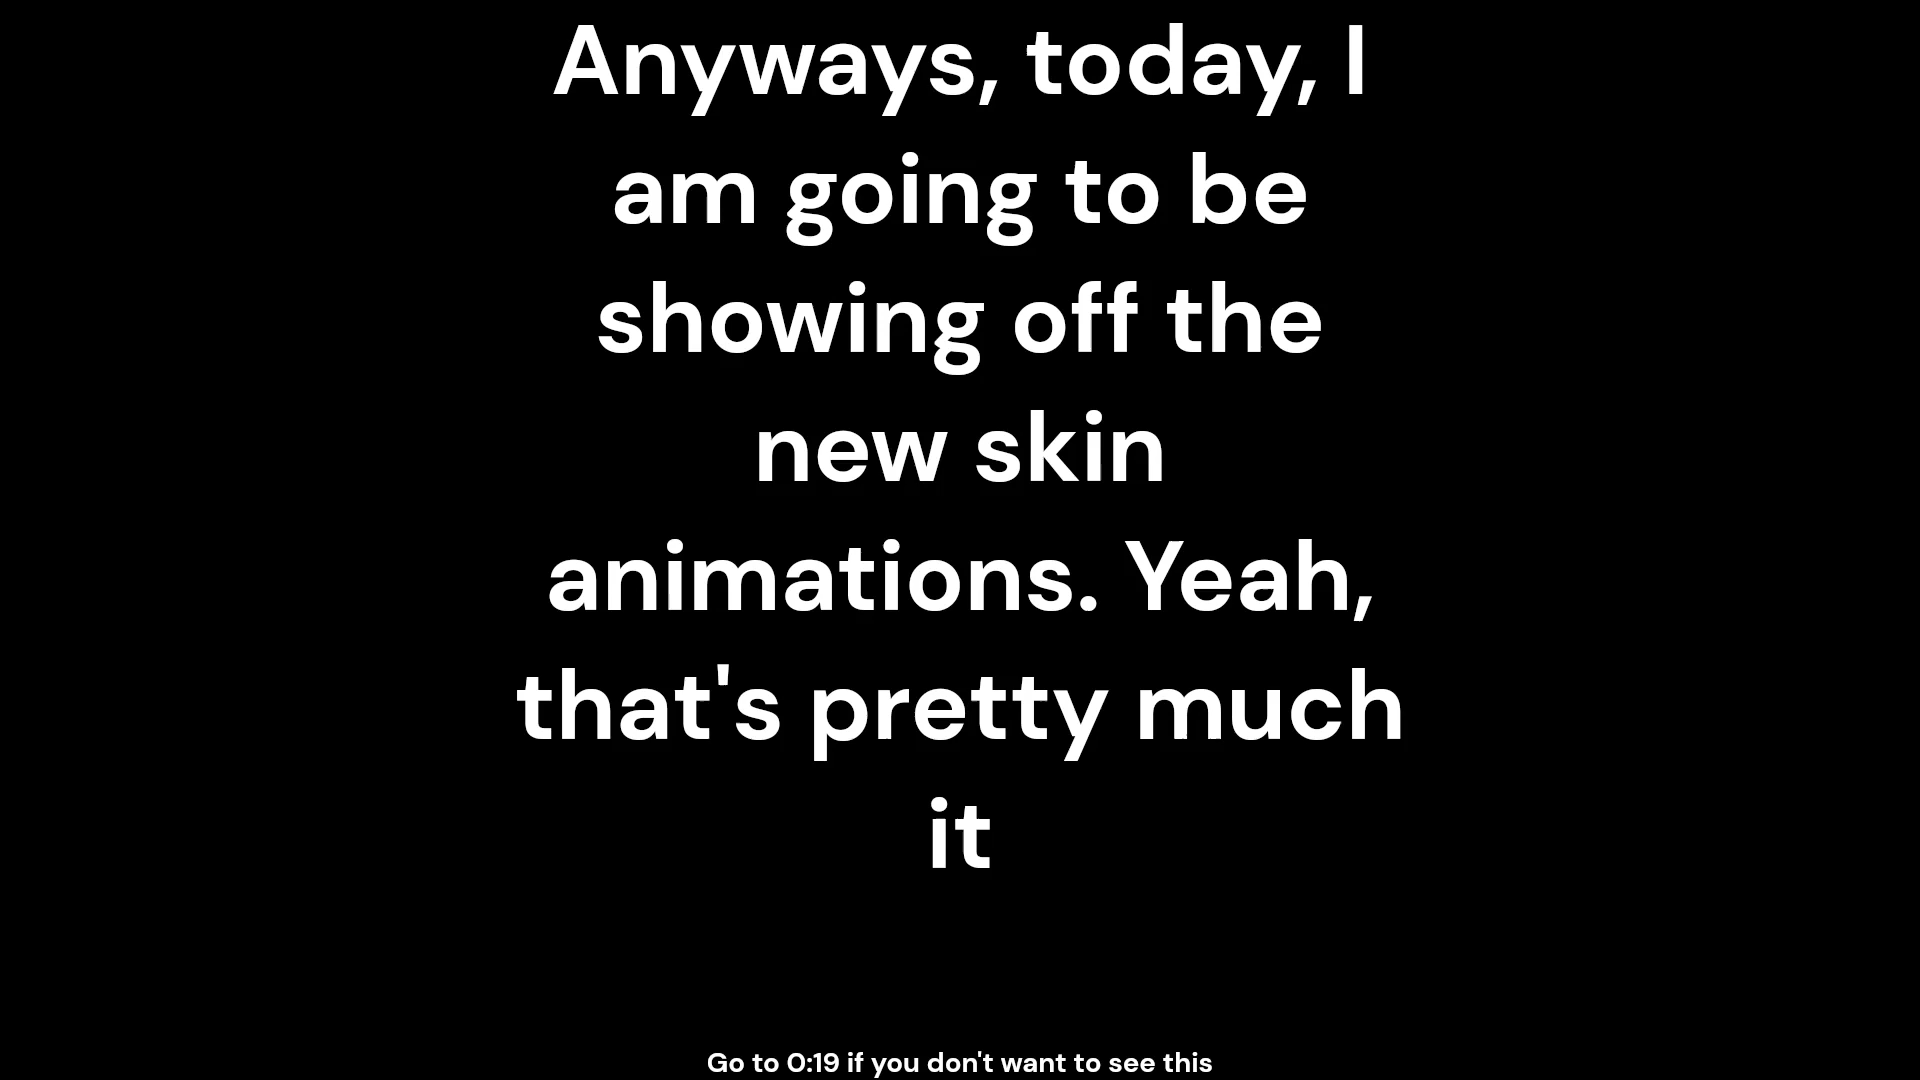 Anyways, today, I
am going to be
showing off the
new skin
animations. Yeah,
that's pretty much
it
Go to 0:19 if you don't want to see this